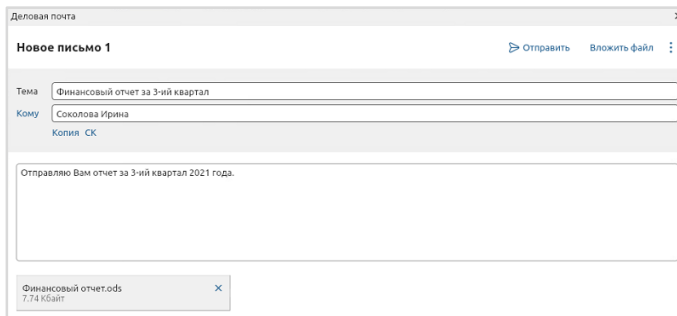 Деловая почта
Новое письмо 1
Отправить Вложить файл
Тема Финансовый отчет за 3-ий квартал
Кому Соколова Ирина
Копия СК
Отправляю Вам отчет за 3-ий квартал 2021 года.
Финансовый отчет.ods
7.74 Кбайт